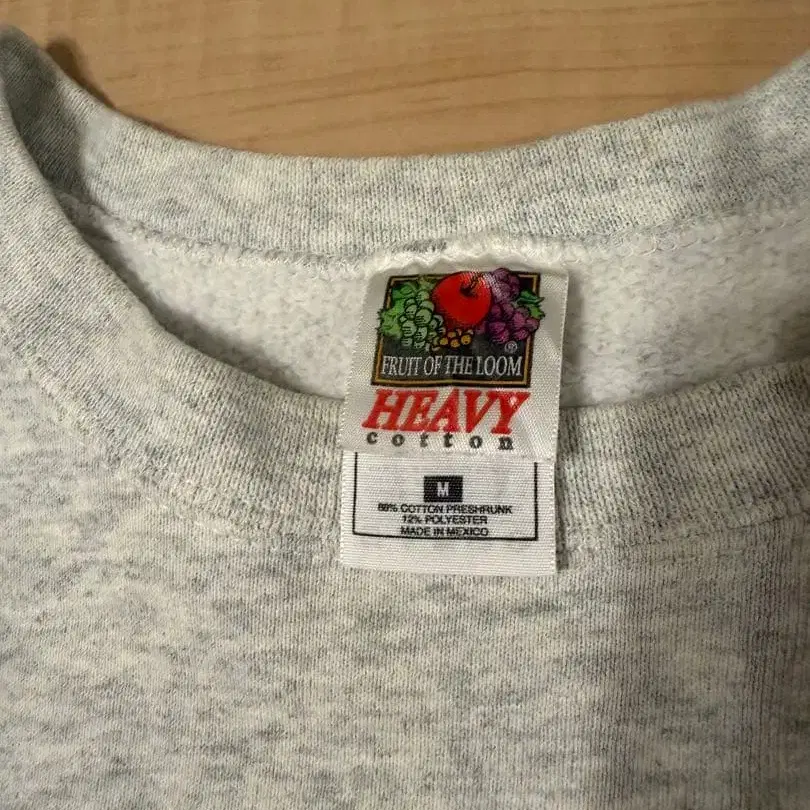 FRUIT OF THE LOOM ®
HEAVY
cotton
M
88% COTTON PRESHRUNK
12% POLYESTER
MADE IN MEXICO